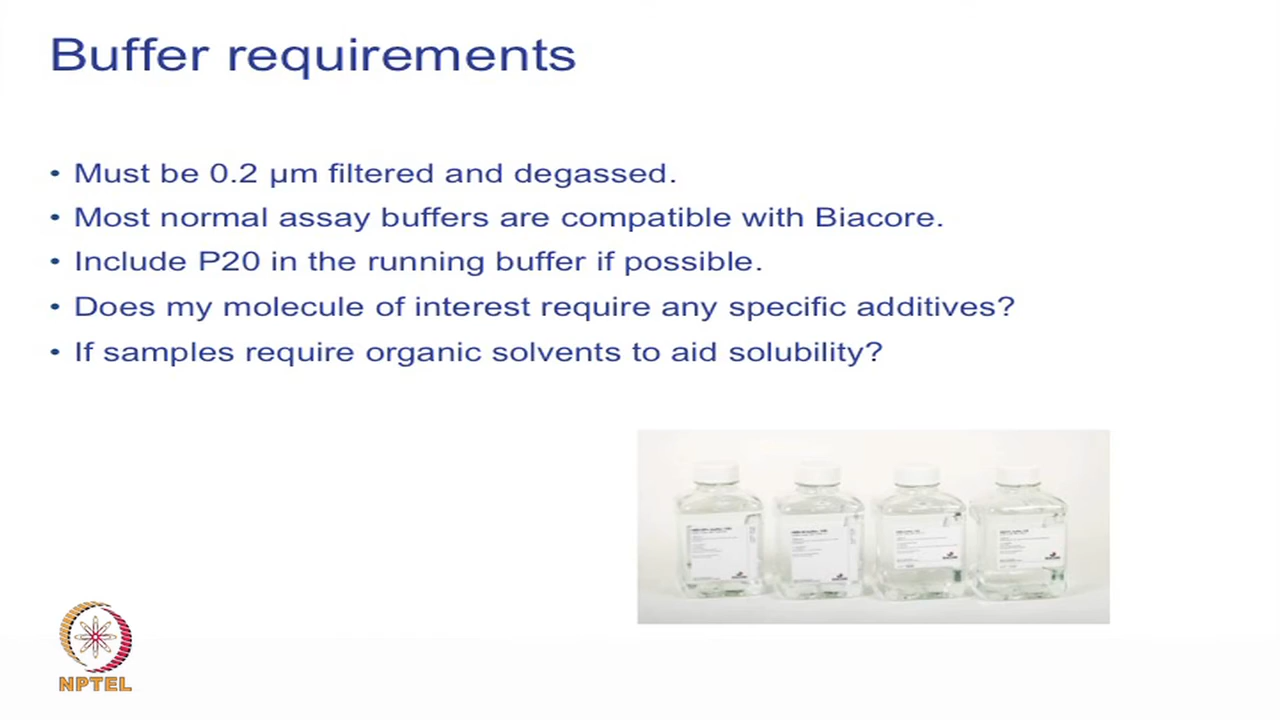 Buffer requirements
• Must be 0.2 μm filtered and degassed.
• Most normal assay buffers are compatible with Biacore.
• Include P20 in the running buffer if possible.
• Does my molecule of interest require any specific additives?
• If samples require organic solvents to aid solubility?
NPTEL